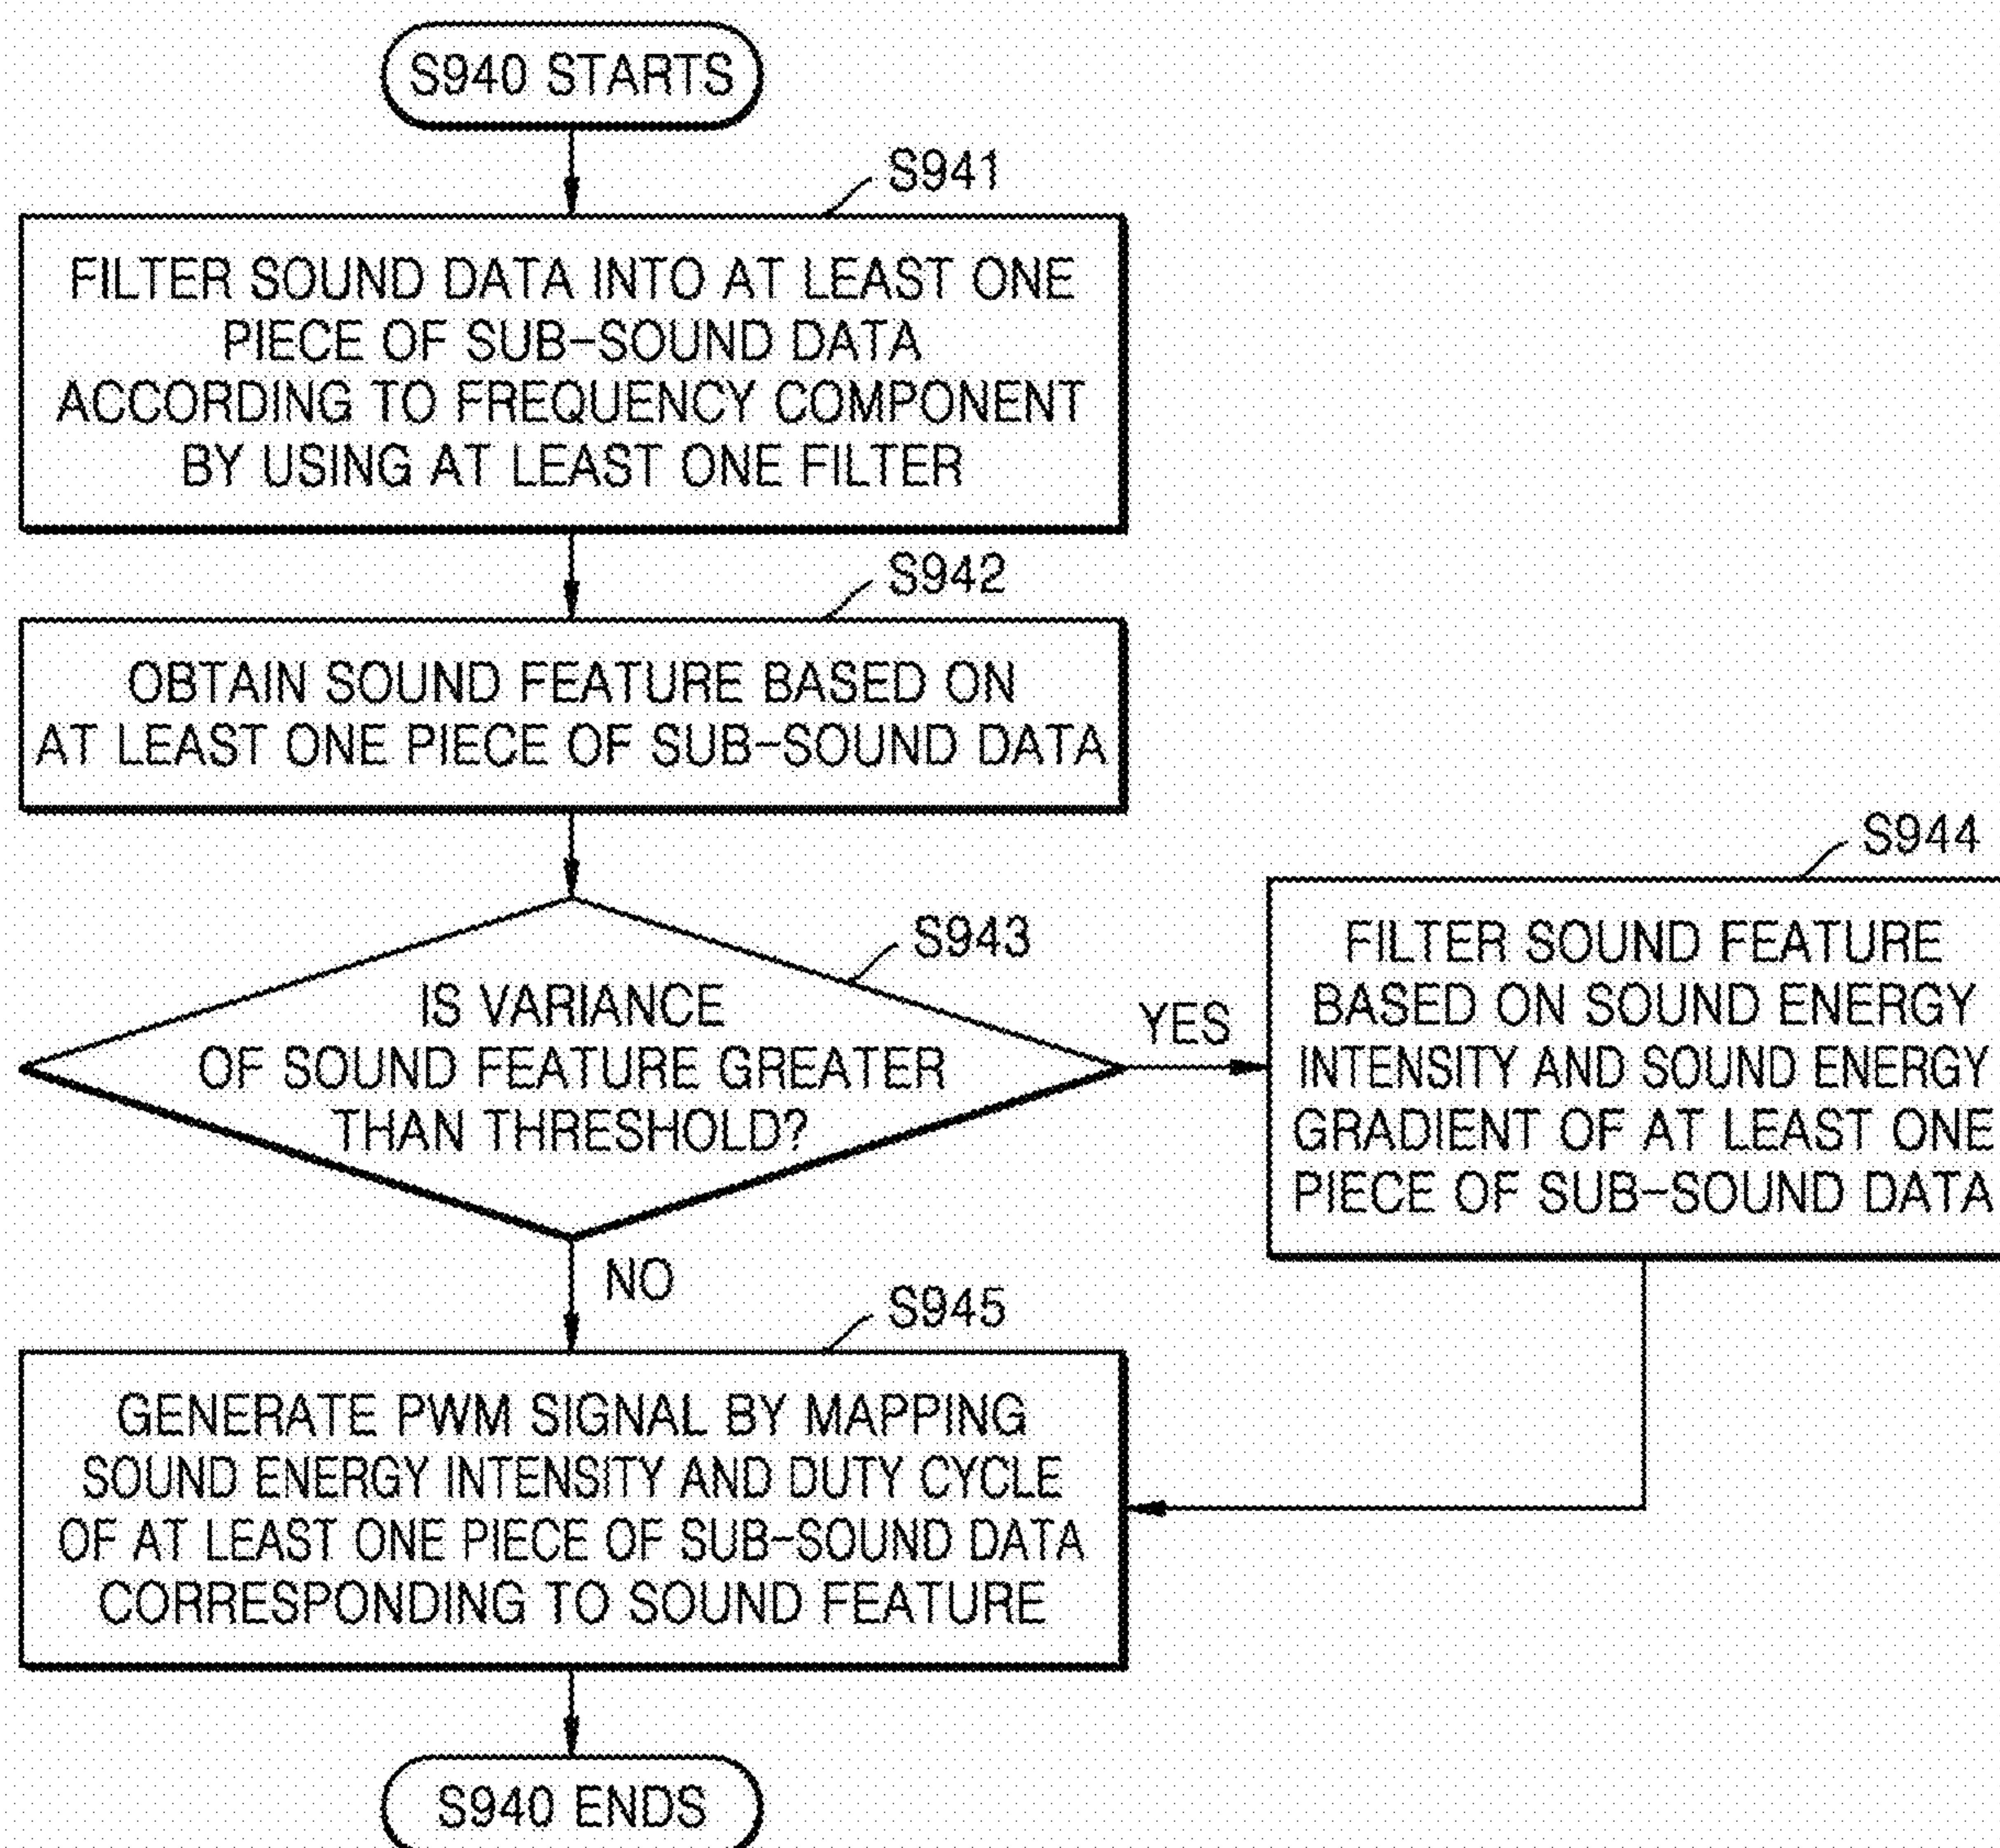 S940 STARTS
S941
FILTER SOUND DATA INTO AT LEAST ONE
PIECE OF SUB-SOUND DATA
ACCORDING TO FREQUENCY COMPONENT
BY USING AT LEAST ONE FILTER
S942
OBTAIN SOUND FEATURE BASED ON
AT LEAST ONE PIECE OF SUB-SOUND DATA
S943
IS VARIANCE
OF SOUND FEATURE GREATER
THAN THRESHOLD?
YES
S944
FILTER SOUND FEATURE
BASED ON SOUND ENERGY
INTENSITY AND SOUND ENERGY
GRADIENT OF AT LEAST ONE
PIECE OF SUB-SOUND DATA
NO
S945
GENERATE PWM SIGNAL BY MAPPING
SOUND ENERGY INTENSITY AND DUTY CYCLE
OF AT LEAST ONE PIECE OF SUB-SOUND DATA
CORRESPONDING TO SOUND FEATURE
S940 ENDS